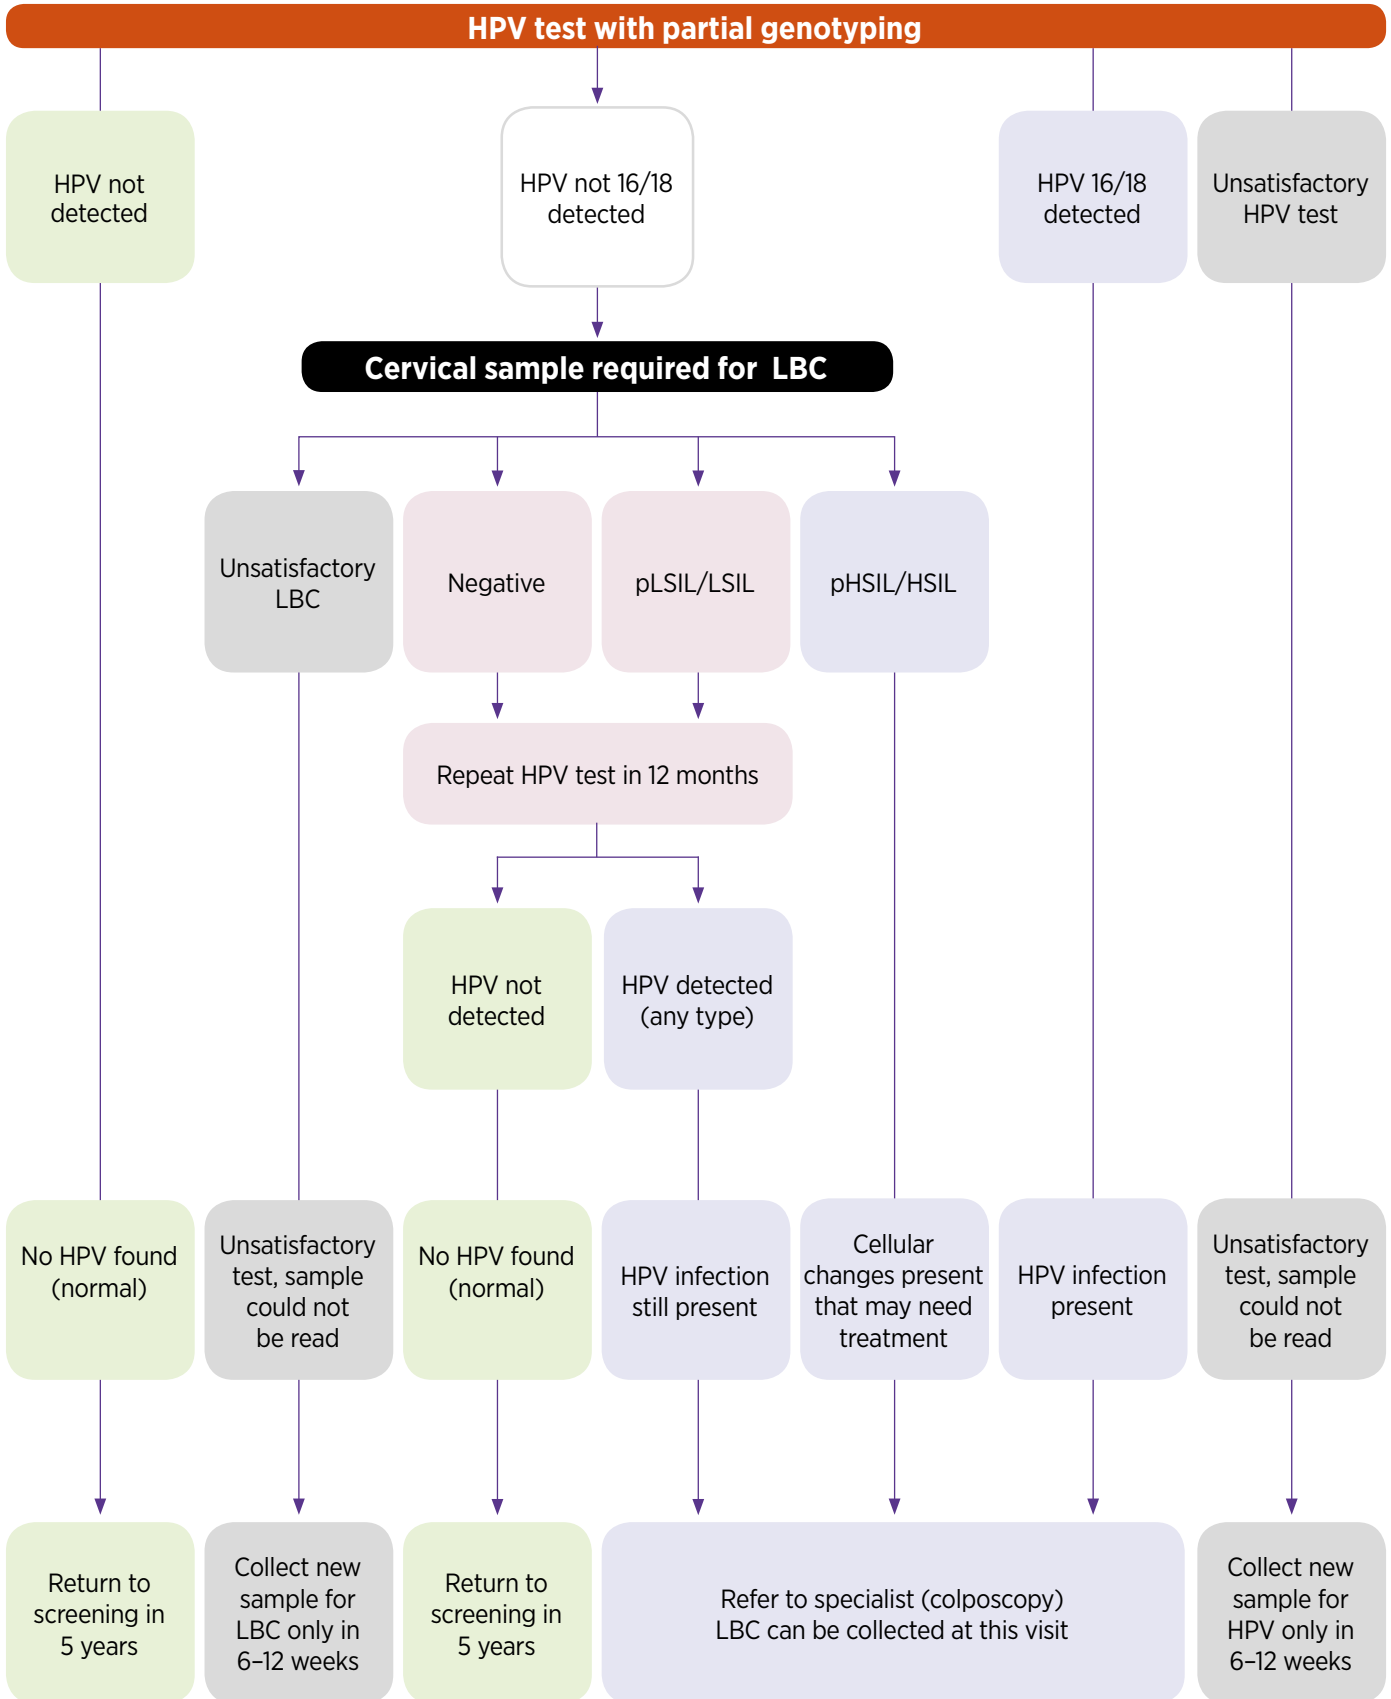 HPV test with partial genotyping
HPV not
detected
HPV not 16/18
detected
HPV 16/18
detected
Unsatisfactory
HPV test
Cervical sample required for LBC
Unsatisfactory
LBC
Negative
pLSIL/LSIL
pHSIL/HSIL
Repeat HPV test in 12 months
HPV not
detected
HPV detected
(any type)
No HPV found
(normal)
Unsatisfactory
test, sample
could not
be read
No HPV found
(normal)
HPV infection
still present
Cellular
changes present
that may need
treatment
HPV infection
present
Unsatisfactory
test, sample
could not
be read
Return to
screening in
5 years
Collect new
sample for
LBC only in
6–12 weeks
Return to
screening in
5 years
Refer to specialist (colposcopy)
LBC can be collected at this visit
Collect new
sample for
HPV only in
6–12 weeks